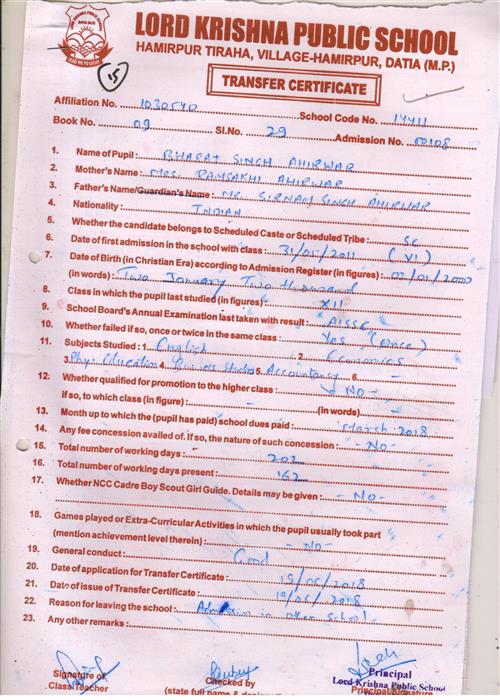 LORD KRISHNA PUBLIC SCHOOL
HAMIRPUR TIRAHA, VILLAGE-HAMIRPUR, DATIA (M.P.)
TRANSFER CERTIFICATE
Affiliation No. 1030540 School Code No. 14411
Book No. 09 Sl.No. 29 Admission No. 00108
1. Name of Pupil : BHARAT SINGH AHIRWAR
2. Mother's Name : MRS. RAMSAKHI AHIRWAR
3. Father's Name/Guardian's Name : MR. SIRNAM SINGH AHIRWAR
4. Nationality : INDIAN
5. Whether the candidate belongs to Scheduled Caste or Scheduled Tribe : SC
6. Date of first admission in the school with class : 31/05/2011 (VI)
7. Date of Birth (in Christian Era) according to Admission Register (in figures) : 02/01/2000
(in words) : Two January Two thousand
8. Class in which the pupil last studied (in figures) : XII
9. School Board's Annual Examination last taken with result : AISSC
10. Whether failed if so, once or twice in the same class : Yes (once)
11. Subjects Studied : 1. English 2. Economics
3. Phy. Education 4. Business Studies 5. Accountancy 6. -
12. Whether qualified for promotion to the higher class : - NO -
if so, to which class (in figure) : - (in words) -
13. Month up to which the (pupil has paid) school dues paid : March 2018
14. Any fee concession availed of. if so, the nature of such concession : - NO -
15. Total number of working days : 202
16. Total number of working days present : 162
17. Whether NCC Cadre Boy Scout Girl Guide. Details may be given : - NO -
18. Games played or Extra-Curricular Activities in which the pupil usually took part
(mention achievement level therein) : - NO -
19. General conduct : Good
20. Date of application for Transfer Certificate : 19/06/2018
21. Date of issue of Transfer Certificate : 19/06/2018
22. Reason for leaving the school : Admission in other school.
23. Any other remarks :
Signature of Checked by Principal
Class Teacher (state full name & Lord Krishna Public School
Principal/Signature